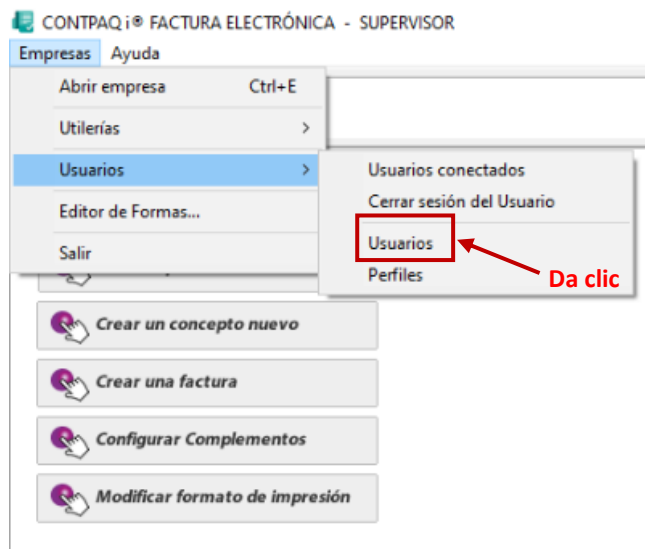 CONTPAQ i® FACTURA ELECTRÓNICA - SUPERVISOR
Empresas Ayuda
Abrir empresa Ctrl+E
Utilerías
Usuarios
Editor de Formas...
Salir
Usuarios conectados
Cerrar sesión del Usuario
Usuarios
Perfiles
Da clic
Crear un concepto nuevo
Crear una factura
Configurar Complementos
Modificar formato de impresión